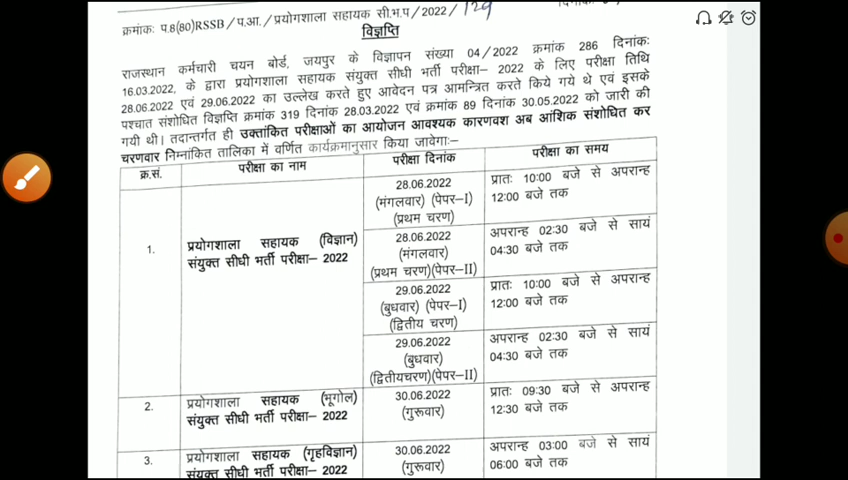 क्रमांकः प.8(80)RSSB/प.आ./प्रयोगशाला सहायक सी.भ.प/2022/129
विज्ञप्ति
राजस्थान कर्मचारी चयन बोर्ड, जयपुर के विज्ञापन संख्या 04/2022 क्रमांक 286 दिनांकः
16.03.2022, के द्वारा प्रयोगशाला सहायक संयुक्त सीधी भर्ती परीक्षा– 2022 के लिए परीक्षा तिथि
28.06.2022 एवं 29.06.2022 का उल्लेख करते हुए आवेदन पत्र आमन्त्रित करते किये गये थे एवं इसके
पश्चात संशोधित विज्ञप्ति क्रमांक 319 दिनांक 28.03.2022 एवं क्रमांक 89 दिनांक 30.05.2022 को जारी की
गयी थी। तदान्तर्गत ही उक्तांकित परीक्षाओं का आयोजन आवश्यक कारणवश अब आंशिक संशोधित कर
चरणवार निम्नांकित तालिका में वर्णित कार्यक्रमानुसार किया जावेगाः–
क्र.सं. परीक्षा का नाम परीक्षा दिनांक परीक्षा का समय
1. प्रयोगशाला सहायक (विज्ञान)
संयुक्त सीधी भर्ती परीक्षा– 2022
28.06.2022
(मंगलवार) (पेपर–I)
(प्रथम चरण)
प्रातः 10:00 बजे से अपरान्ह
12:00 बजे तक
28.06.2022
(मंगलवार)
(प्रथम चरण)(पेपर–II)
अपरान्ह 02:30 बजे से सायं
04:30 बजे तक
29.06.2022
(बुधवार) (पेपर–I)
(द्वितीय चरण)
प्रातः 10:00 बजे से अपरान्ह
12:00 बजे तक
29.06.2022
(बुधवार)
(द्वितीयचरण)(पेपर–II)
अपरान्ह 02:30 बजे से सायं
04:30 बजे तक
2. प्रयोगशाला सहायक (भूगोल)
संयुक्त सीधी भर्ती परीक्षा– 2022
30.06.2022
(गुरूवार)
प्रातः 09:30 बजे से अपरान्ह
12:30 बजे तक
3. प्रयोगशाला सहायक (गृहविज्ञान)
संयुक्त सीधी भर्ती परीक्षा– 2022
30.06.2022
(गुरूवार)
अपरान्ह 03:00 बजे से सायं
06:00 बजे तक